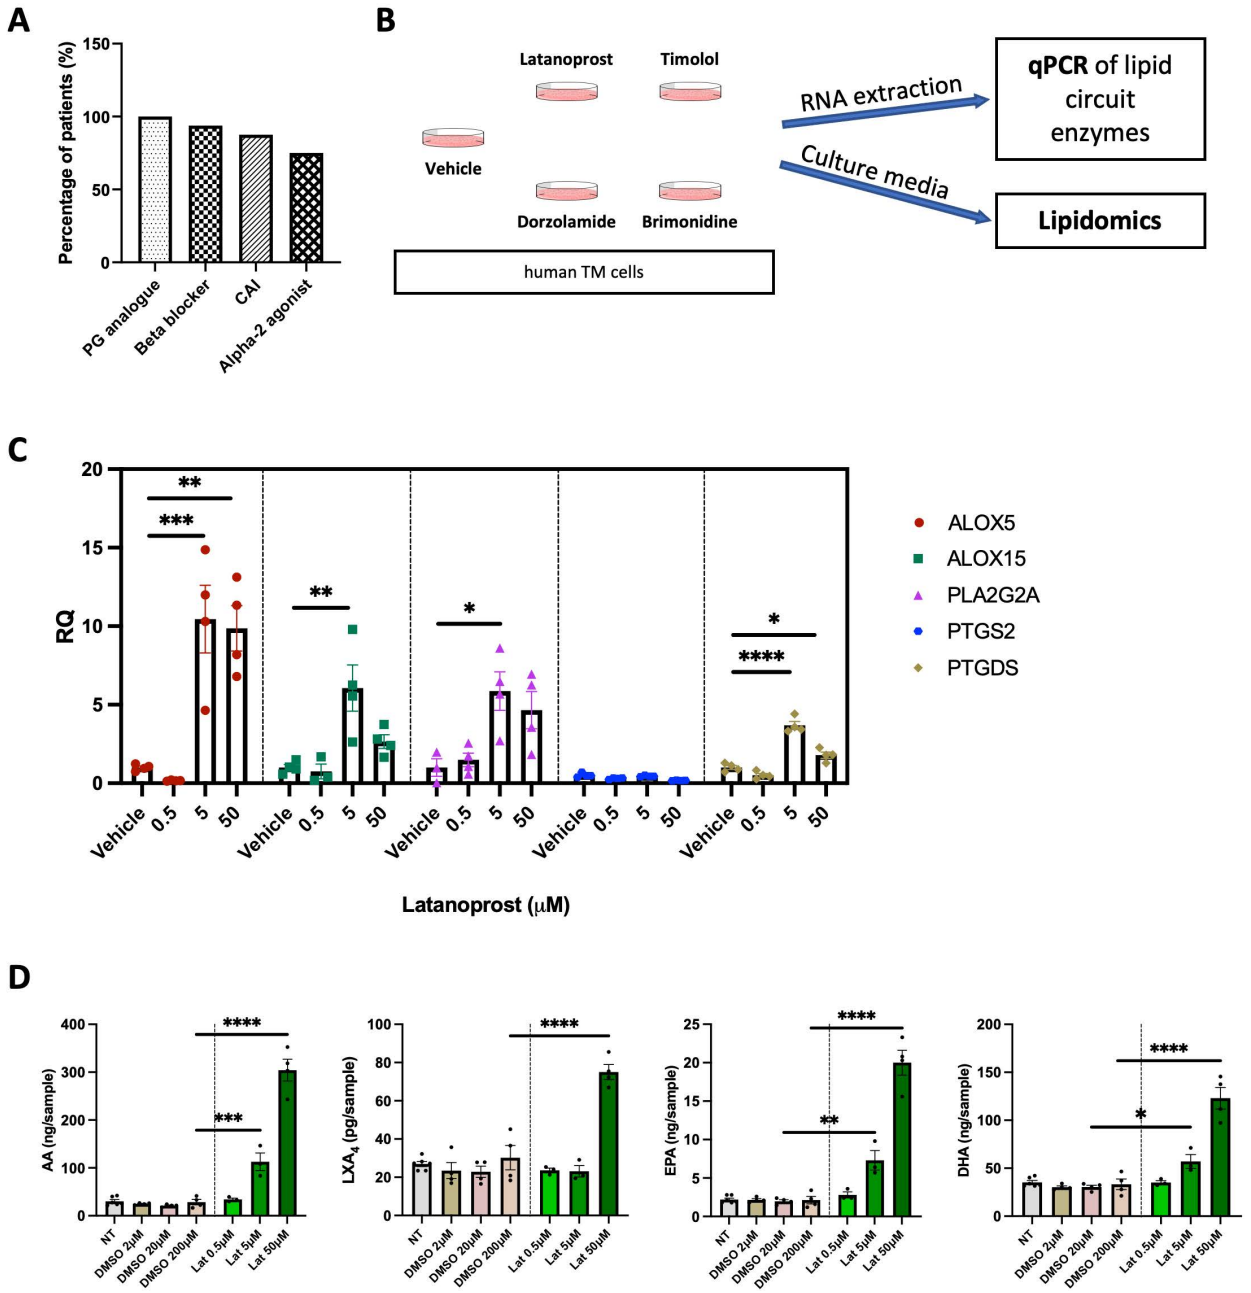 A
Percentage of patients (%)
150
100
50
0
PG analogue
Beta blocker
CAI
Alpha-2 agonist
B
Latanoprost
Timolol
Vehicle
Dorzolamide
Brimonidine
human TM cells
RNA extraction
Culture media
qPCR of lipid
circuit
enzymes
Lipidomics
C
RQ
20
15
10
5
0
** 
***
**
*
*
****
Vehicle 0.5 5 50
Vehicle 0.5 5 50
Vehicle 0.5 5 50
Vehicle 0.5 5 50
Vehicle 0.5 5 50
Latanoprost (μM)
ALOX5
ALOX15
PLA2G2A
PTGS2
PTGDS
D
AA (ng/sample)
400
300
200
100
0
****
***
NT
DMSO 2μM
DMSO 20μM
DMSO 200μM
Lat 0.5μM
Lat 5μM
Lat 50μM
LXA₄ (pg/sample)
100
80
60
40
20
0
****
NT
DMSO 2μM
DMSO 20μM
DMSO 200μM
Lat 0.5μM
Lat 5μM
Lat 50μM
EPA (ng/sample)
25
20
15
10
5
0
****
**
NT
DMSO 2μM
DMSO 20μM
DMSO 200μM
Lat 0.5μM
Lat 5μM
Lat 50μM
DHA (ng/sample)
200
150
100
50
0
****
*
NT
DMSO 2μM
DMSO 20μM
DMSO 200μM
Lat 0.5μM
Lat 5μM
Lat 50μM